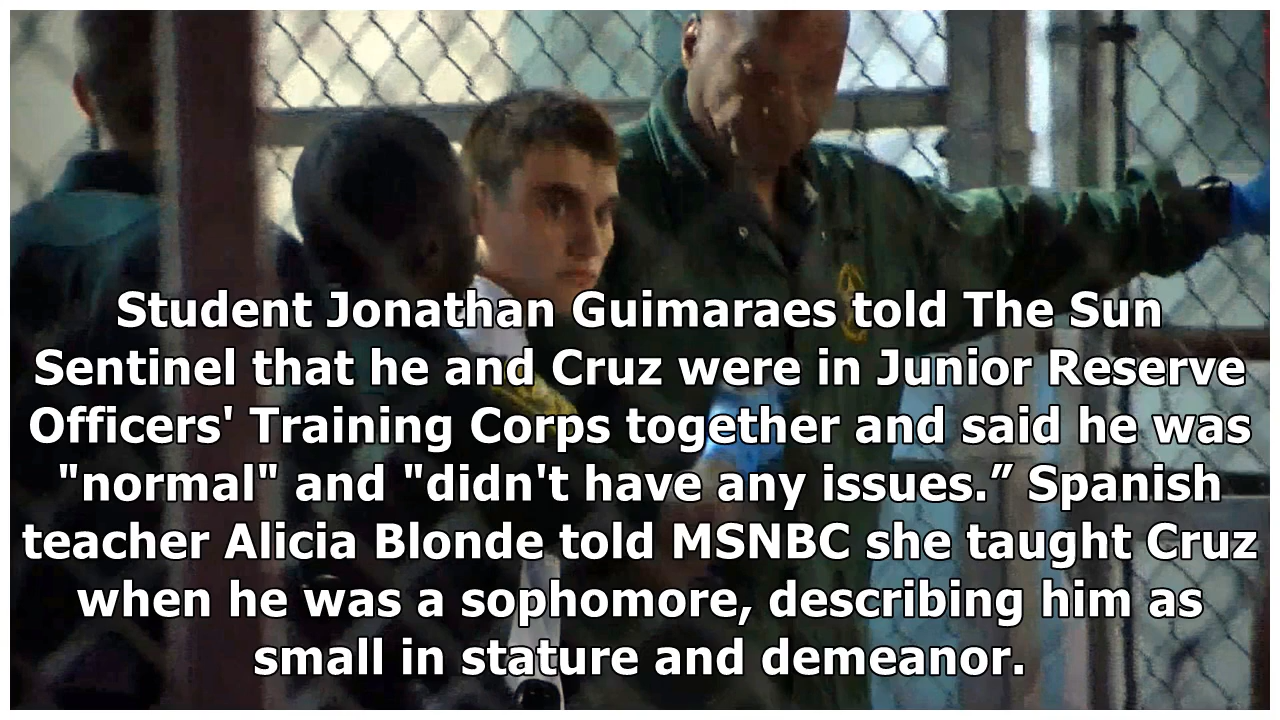 Student Jonathan Guimaraes told The Sun
Sentinel that he and Cruz were in Junior Reserve
Officers' Training Corps together and said he was
"normal" and "didn't have any issues.” Spanish
teacher Alicia Blonde told MSNBC she taught Cruz
when he was a sophomore, describing him as
small in stature and demeanor.